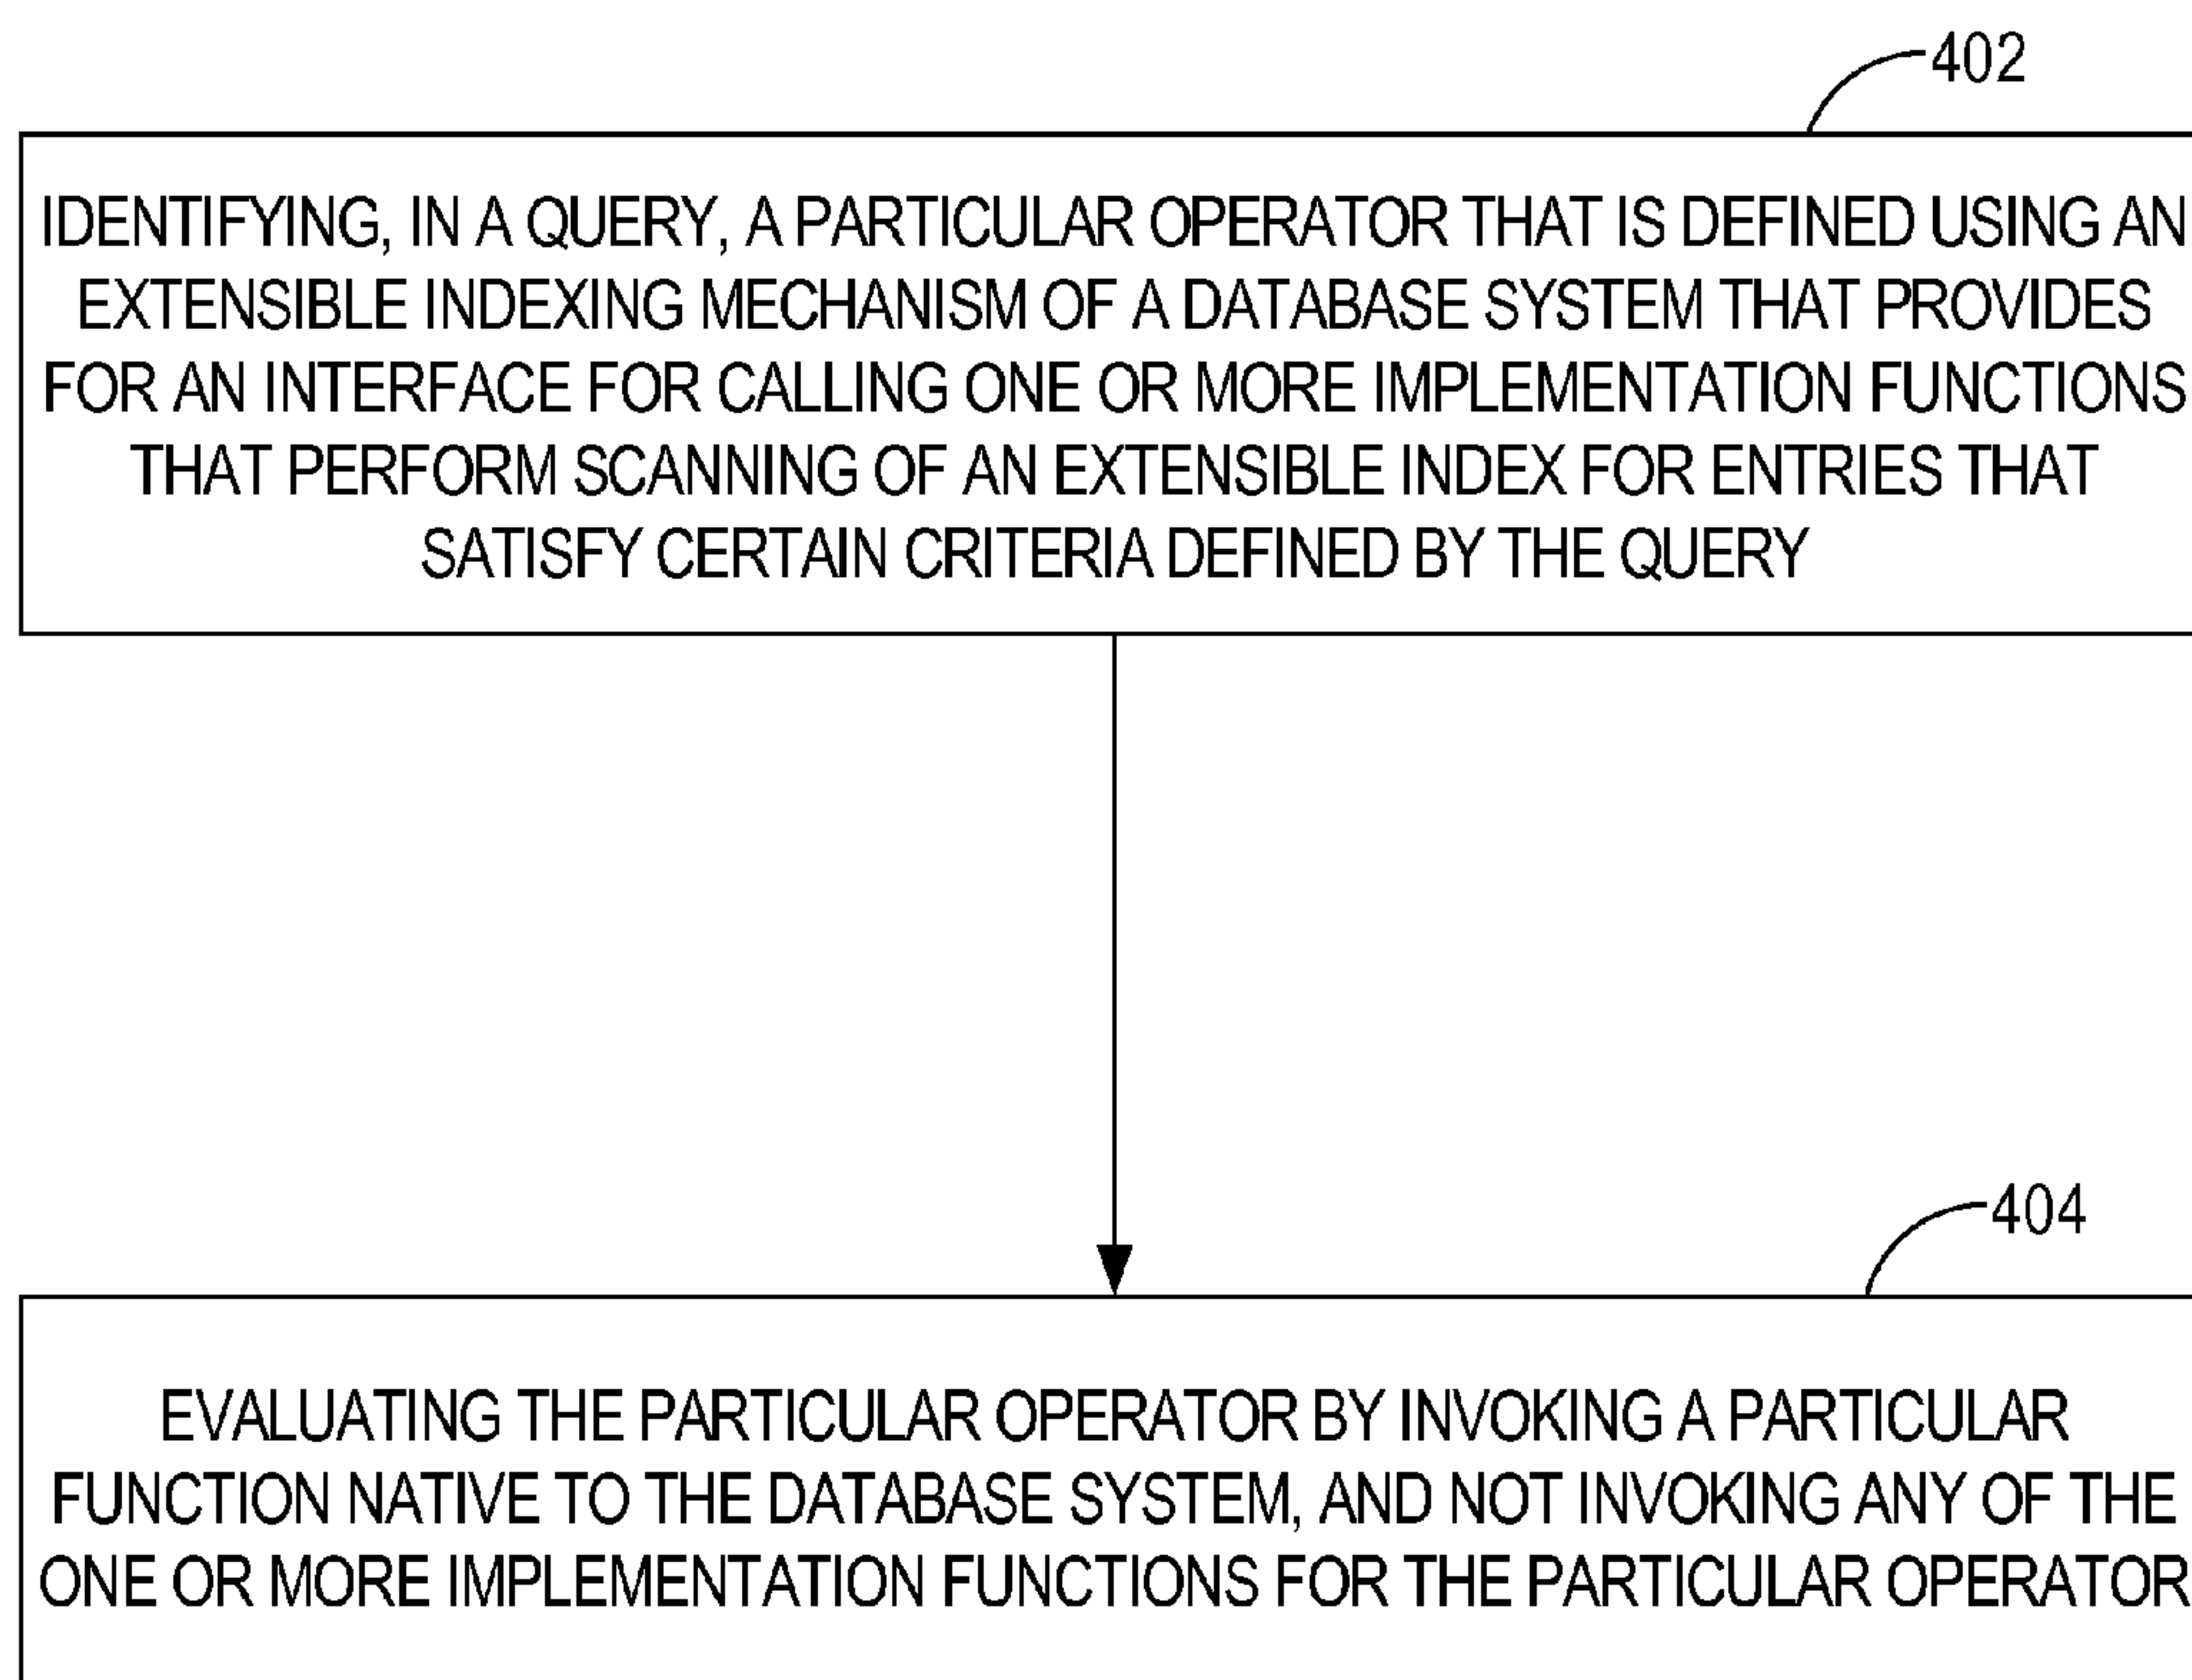 402
IDENTIFYING, IN A QUERY, A PARTICULAR OPERATOR THAT IS DEFINED USING AN
EXTENSIBLE INDEXING MECHANISM OF A DATABASE SYSTEM THAT PROVIDES
FOR AN INTERFACE FOR CALLING ONE OR MORE IMPLEMENTATION FUNCTIONS
THAT PERFORM SCANNING OF AN EXTENSIBLE INDEX FOR ENTRIES THAT
SATISFY CERTAIN CRITERIA DEFINED BY THE QUERY
404
EVALUATING THE PARTICULAR OPERATOR BY INVOKING A PARTICULAR
FUNCTION NATIVE TO THE DATABASE SYSTEM, AND NOT INVOKING ANY OF THE
ONE OR MORE IMPLEMENTATION FUNCTIONS FOR THE PARTICULAR OPERATOR